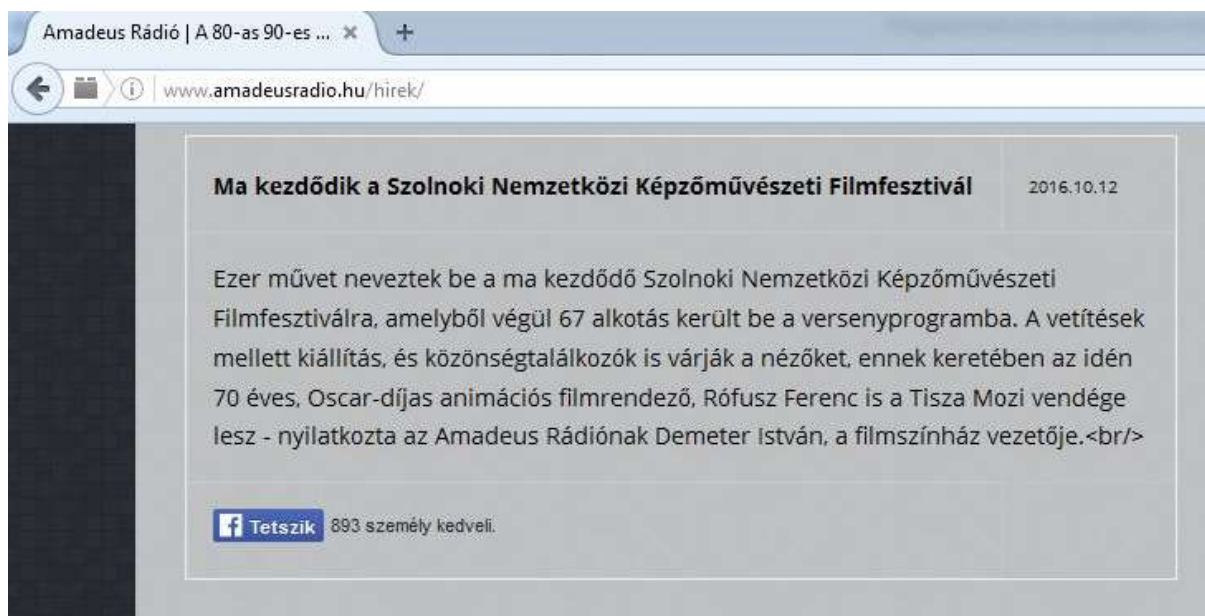 Amadeus Rádió | A 80-as 90-es ...
www.amadeusradio.hu/hirek/
Ma kezdődik a Szolnoki Nemzetközi Képzőművészeti Filmfesztivál 2016.10.12
Ezer művet neveztek be a ma kezdődő Szolnoki Nemzetközi Képzőművészeti
Filmfesztiválra, amelyből végül 67 alkotás került be a versenyprogramba. A vetítések
mellett kiállítás, és közönségtalálkozók is várják a nézőket, ennek keretében az idén
70 éves, Oscar-díjas animációs filmrendező, Rófusz Ferenc is a Tisza Mozi vendége
lesz - nyilatkozta az Amadeus Rádiónak Demeter István, a filmszínház vezetője.<br/>
Tetszik 893 személy kedveli.